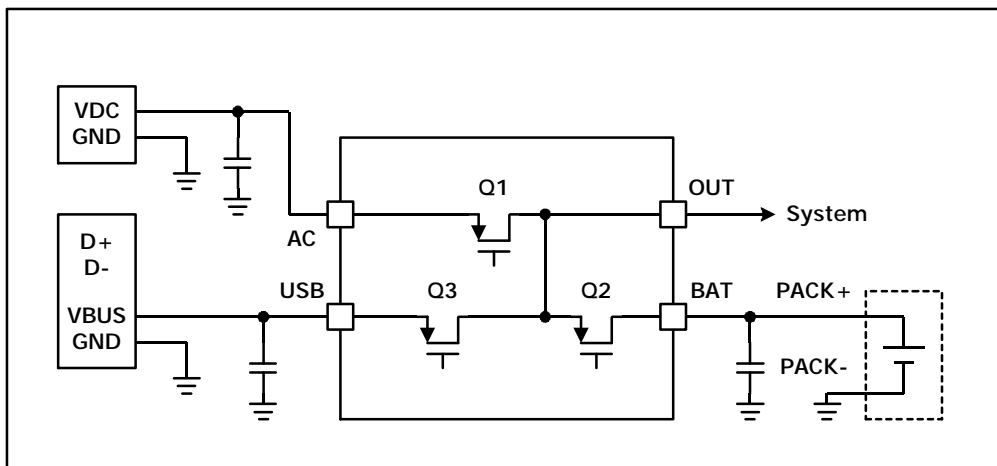 VDC
GND
Q1
OUT
System
AC
D+
D-
USB
Q3
Q2
BAT
PACK+
VBUS
GND
PACK-